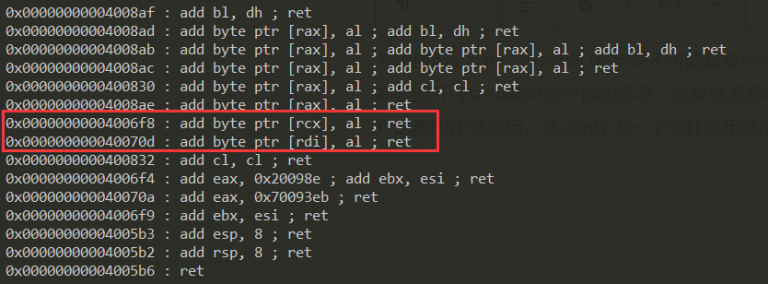 0x00000000004008af : add bl, dh ; ret
0x00000000004008ad : add byte ptr [rax], al ; add bl, dh ; ret
0x00000000004008ab : add byte ptr [rax], al ; add byte ptr [rax], al ; add bl, dh ; ret
0x00000000004008ac : add byte ptr [rax], al ; add byte ptr [rax], al ; ret
0x0000000000400830 : add byte ptr [rax], al ; add cl, cl ; ret
0x00000000004008ae : add byte ptr [rax], al ; ret
0x00000000004006f8 : add byte ptr [rcx], al ; ret
0x000000000040070d : add byte ptr [rdi], al ; ret
0x0000000000400832 : add cl, cl ; ret
0x00000000004006f4 : add eax, 0x20098e ; add ebx, esi ; ret
0x000000000040070a : add eax, 0x70093eb ; ret
0x00000000004006f9 : add ebx, esi ; ret
0x00000000004005b3 : add esp, 8 ; ret
0x00000000004005b2 : add rsp, 8 ; ret
0x00000000004005b6 : ret